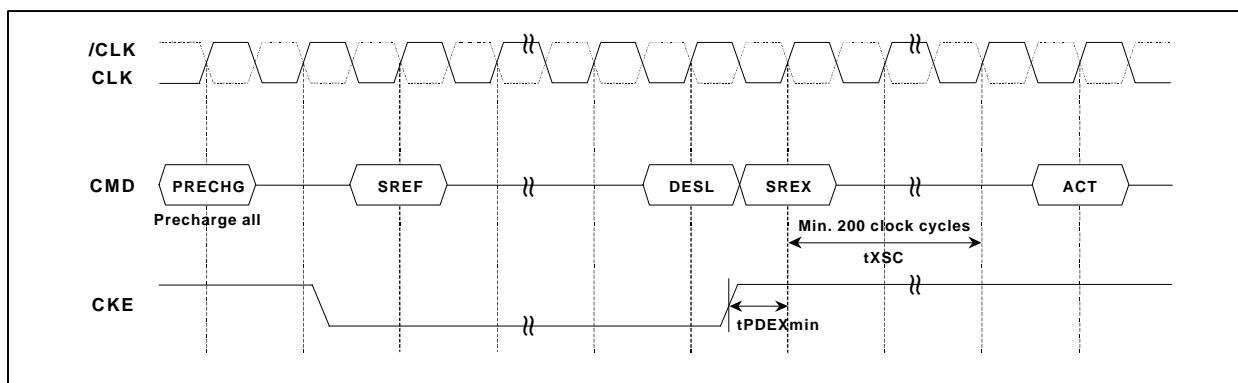 /CLK
CLK
CMD
PRECHG
SREF
DESL
SREX
ACT
Precharge all
Min. 200 clock cycles
tXSC
CKE
tPDEXmin